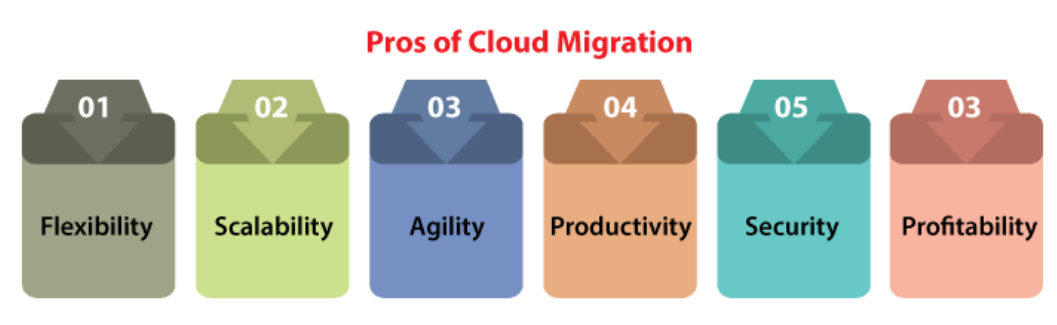 Pros of Cloud Migration
01
02
03
04
05
03
Flexibility
Scalability
Agility
Productivity
Security
Profitability